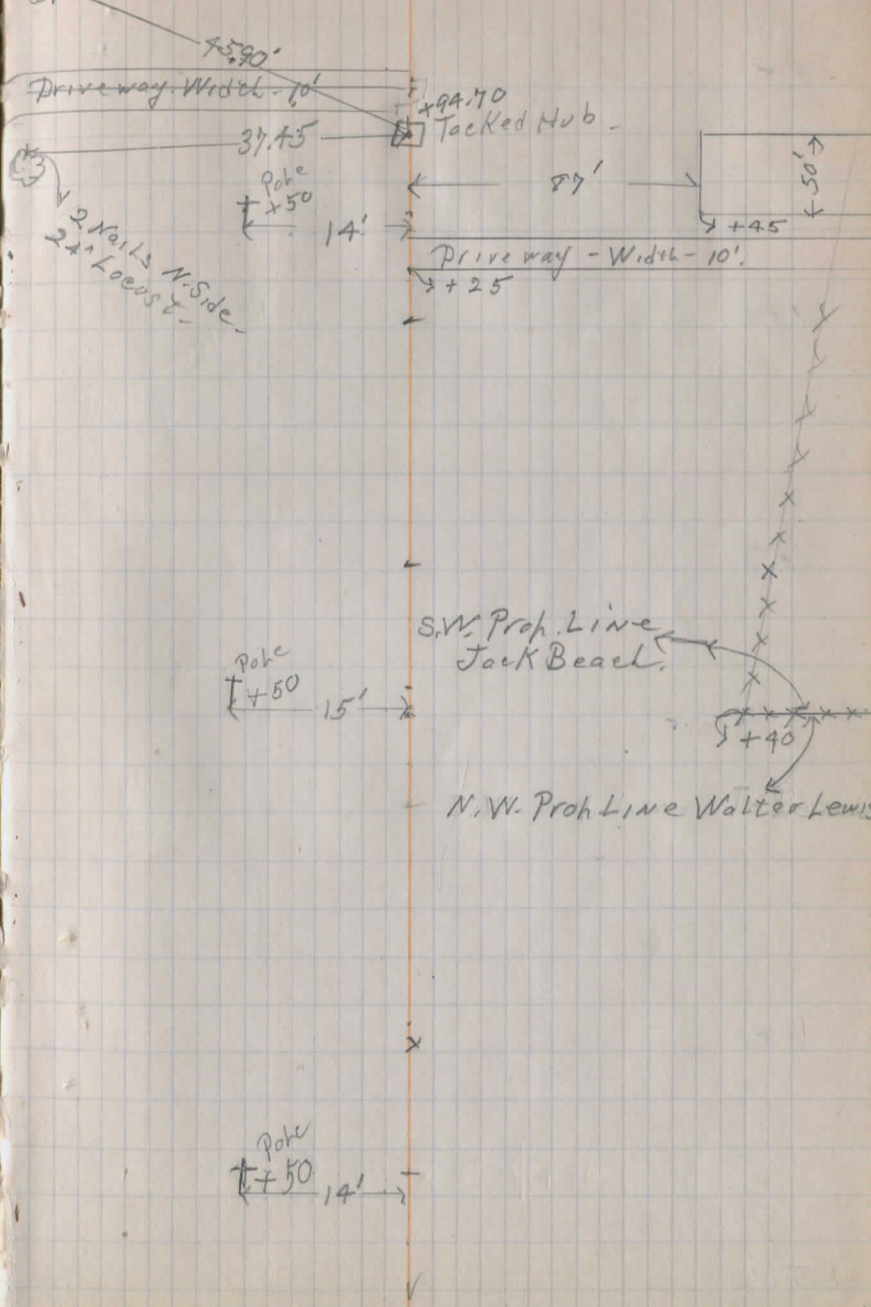 45.90'
Driveway. Width - 10'
+94.70
Tacked Hub -
37.45
87'
50'
Pole
+50
14'
+45
2 Nails N. Side -
Locust -
Driveway - Width - 10'.
+25
S.W. Prop. Line
Jack Beach.
Pole
+50
15'
+40
N.W. Prop Line Walter Lewis
Pole
+50
14'